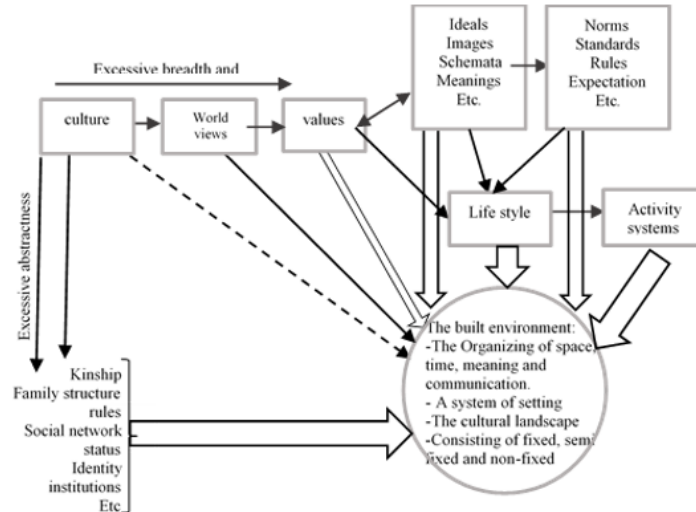 Excessive breadth and
culture
World
views
values
Ideals
Images
Schemata
Meanings
Etc.
Norms
Standards
Rules
Expectation
Etc.
Life style
Activity
systems
Excessive abstractness
Kinship
Family structure
rules
Social network
status
Identity
institutions
Etc
The built environment:
-The Organizing of space,
time, meaning and
communication.
- A system of setting
-The cultural landscape
-Consisting of fixed, semi
fixed and non-fixed